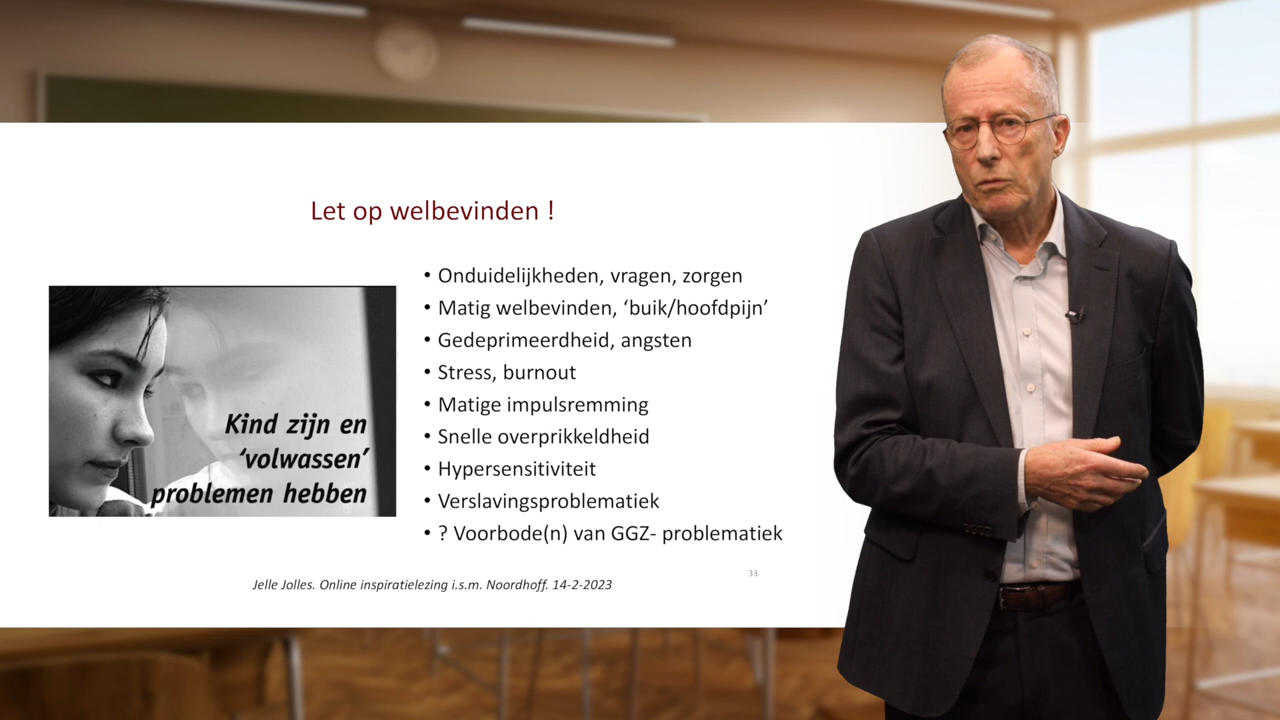 Let op welbevinden !
• Onduidelijkheden, vragen, zorgen
• Matig welbevinden, ‘buik/hoofdpijn’
• Gedeprimeerdheid, angsten
• Stress, burnout
• Matige impulsremming
• Snelle overprikkeldheid
• Hypersensitiviteit
• Verslavingsproblematiek
• ? Voorbode(n) van GGZ- problematiek
Kind zijn en
‘volwassen’
problemen hebben
33
Jelle Jolles. Online inspiratielezing i.s.m. Noordhoff. 14-2-2023